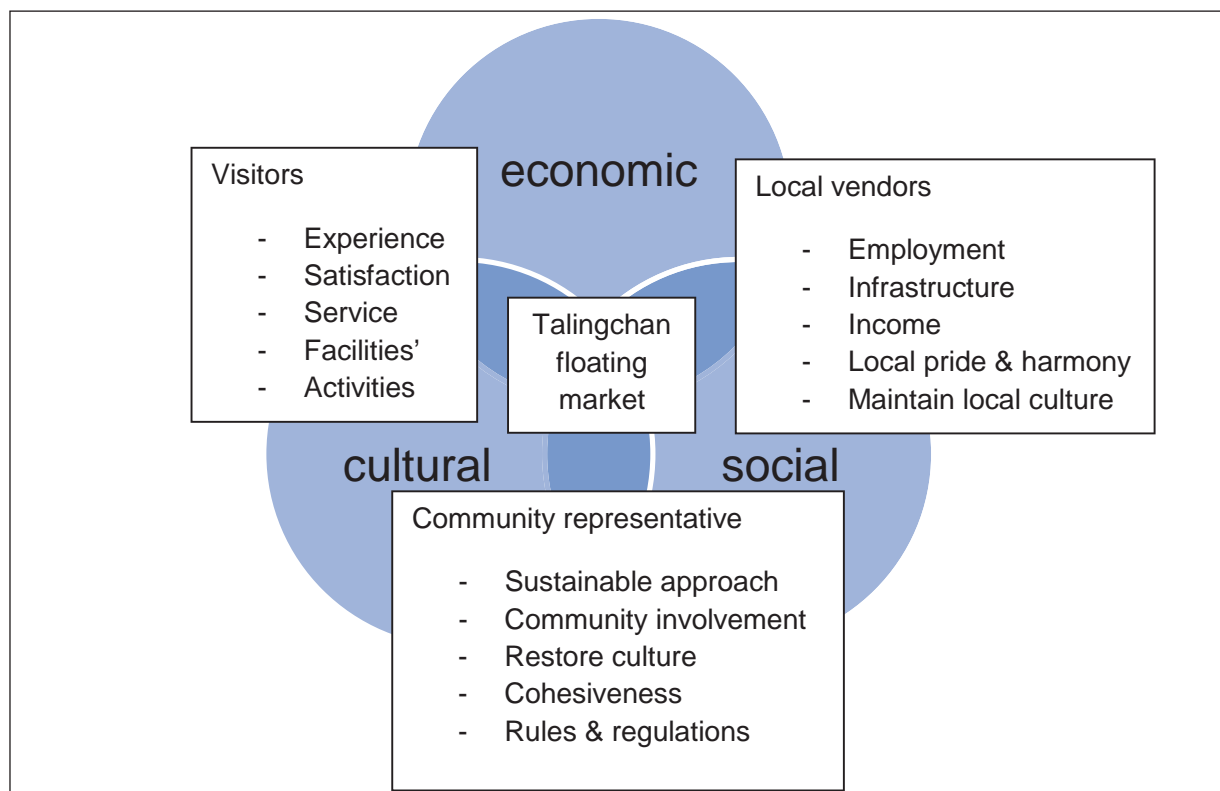 economic
Visitors
- Experience
- Satisfaction
- Service
- Facilities’
- Activities
Local vendors
- Employment
- Infrastructure
- Income
- Local pride & harmony
- Maintain local culture
Talingchan
floating
market
cultural
social
Community representative
- Sustainable approach
- Community involvement
- Restore culture
- Cohesiveness
- Rules & regulations